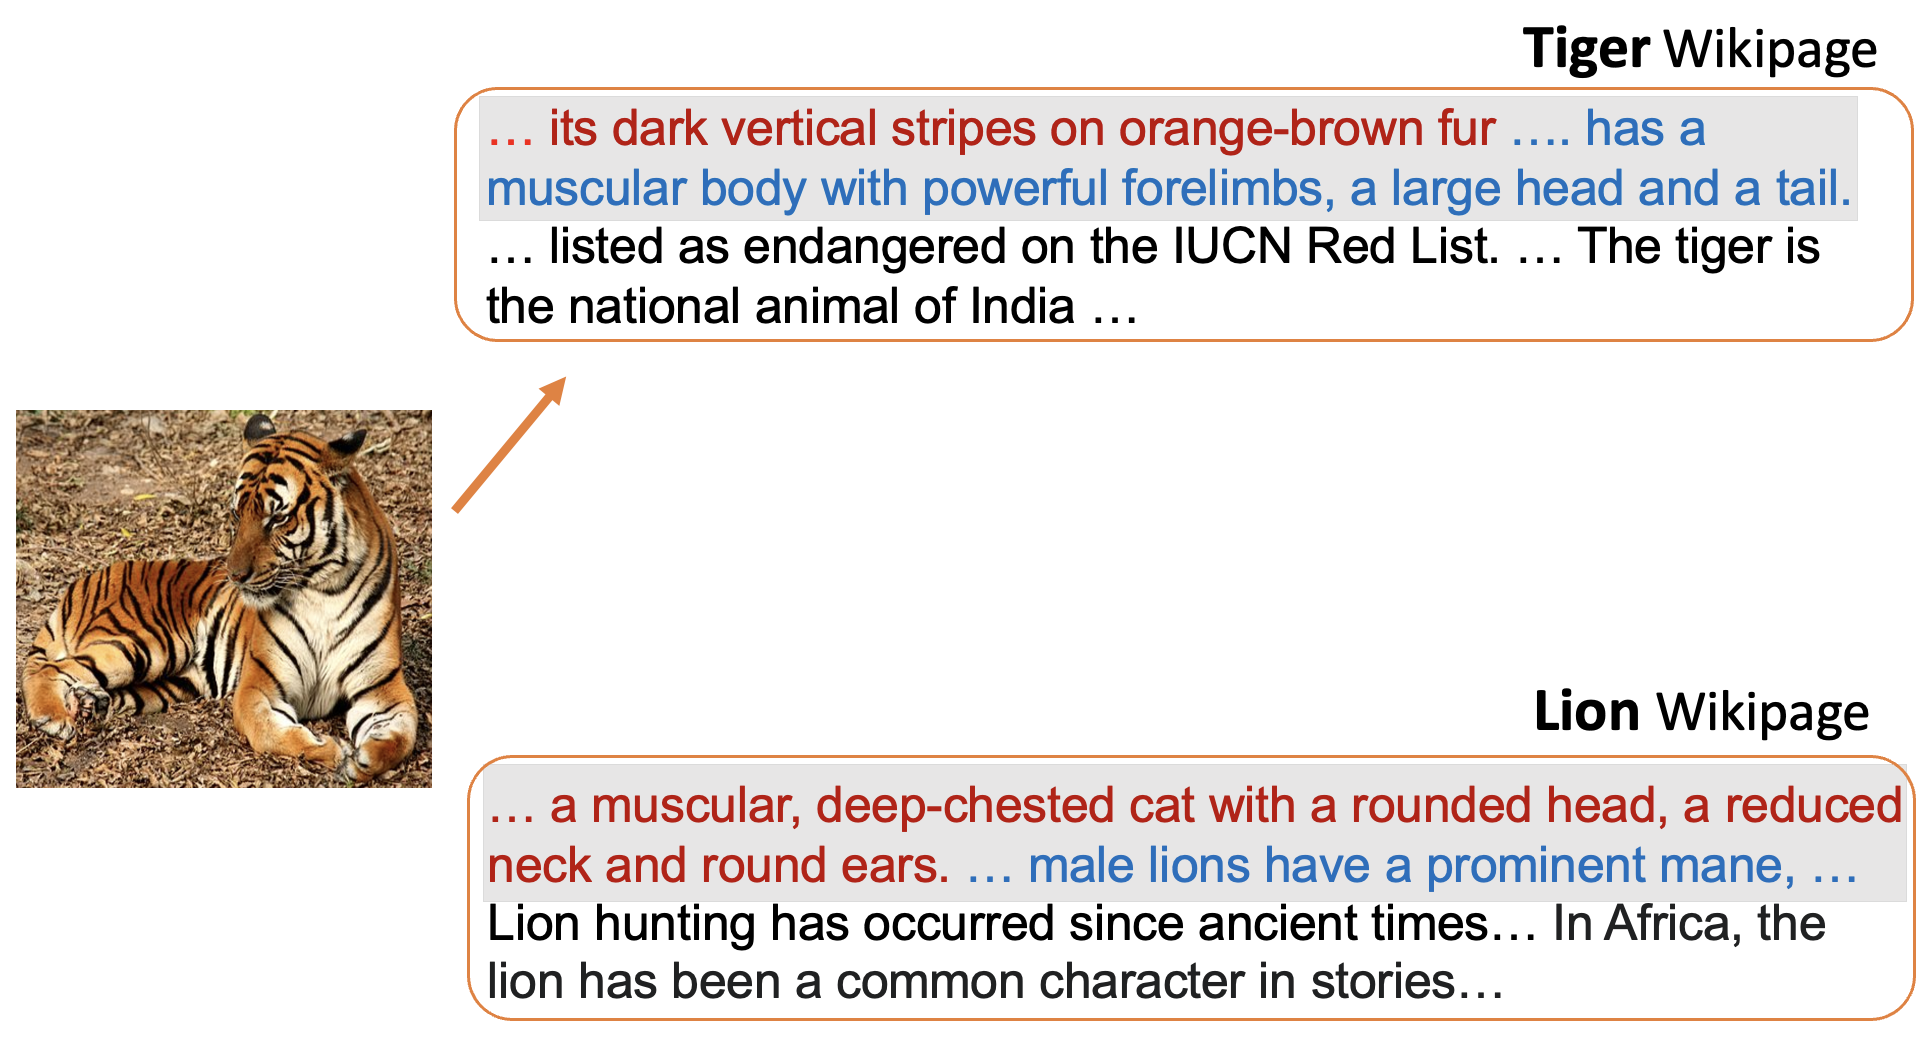 Tiger Wikipage
… its dark vertical stripes on orange-brown fur …. has a
muscular body with powerful forelimbs, a large head and a tail.
… listed as endangered on the IUCN Red List. … The tiger is
the national animal of India …
Lion Wikipage
… a muscular, deep-chested cat with a rounded head, a reduced
neck and round ears. … male lions have a prominent mane, …
Lion hunting has occurred since ancient times… In Africa, the
lion has been a common character in stories…